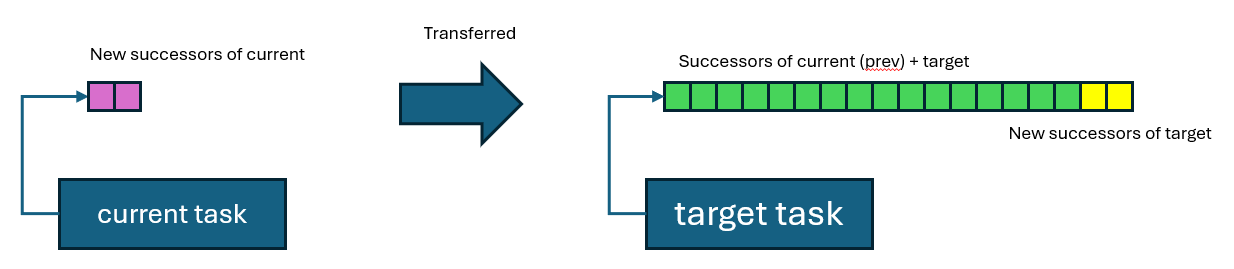 Transferred
New successors of current
Successors of current (prev) + target
New successors of target
current task
target task